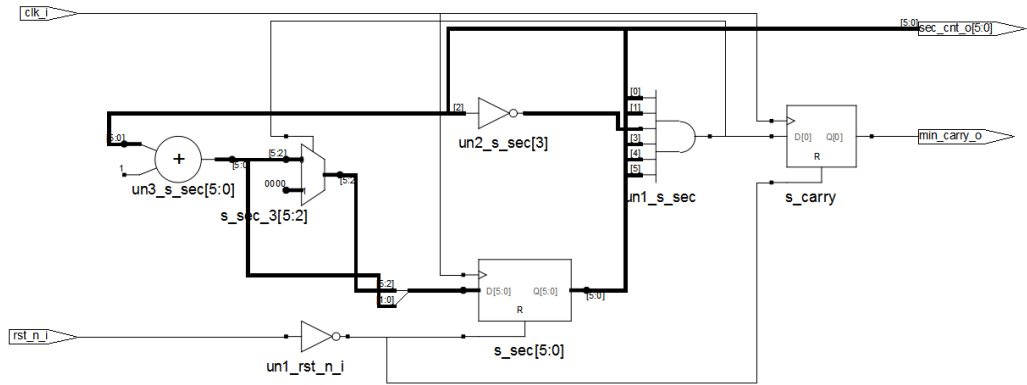 clk_i
[5:0]
sec_cnt_o[5:0]
[0]
[2]
[1]
[5:0]
un2_s_sec[3]
[3]
D[0] Q[0]
min_carry_o
+
[5:0]
[5:2]
0
[4]
1
0000
1
[5:2]
[5]
R
un3_s_sec[5:0]
un1_s_sec
s_carry
s_sec_3[5:2]
[5:2]
D[5:0] Q[5:0]
[1:0]
[5:0]
R
rst_n_i
s_sec[5:0]
un1_rst_n_i